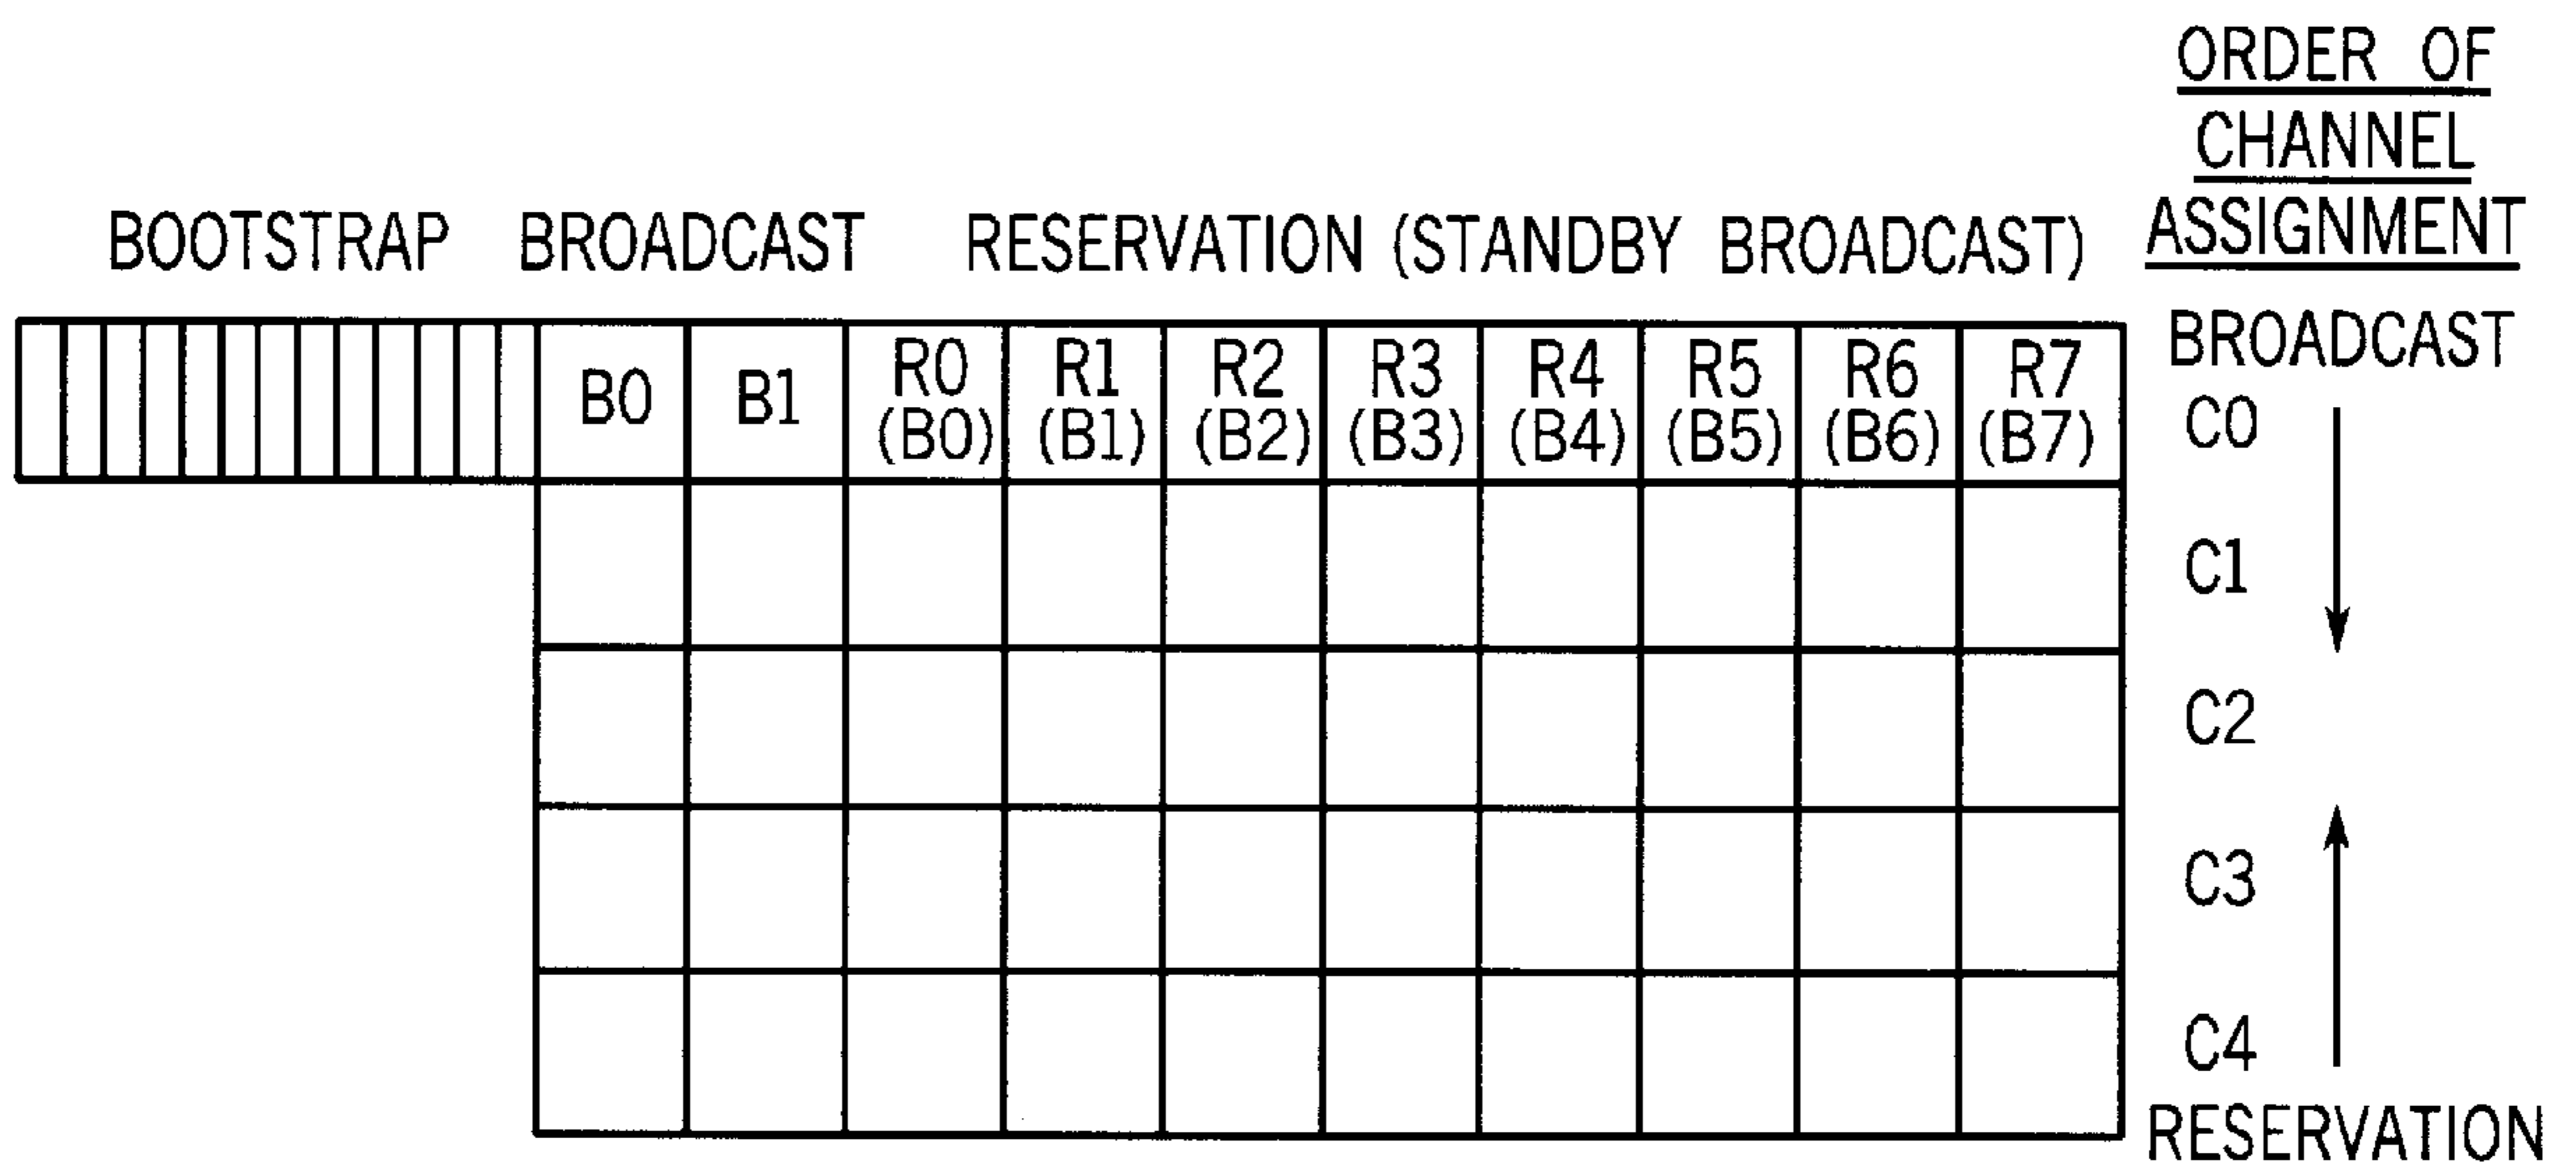 ORDER OF
CHANNEL
ASSIGNMENT
BOOTSTRAP BROADCAST RESERVATION (STANDBY BROADCAST)
BROADCAST
B0 B1 R0 R1 R2 R3 R4 R5 R6 R7
(B0) (B1) (B2) (B3) (B4) (B5) (B6) (B7)
C0
C1
C2
C3
C4
RESERVATION